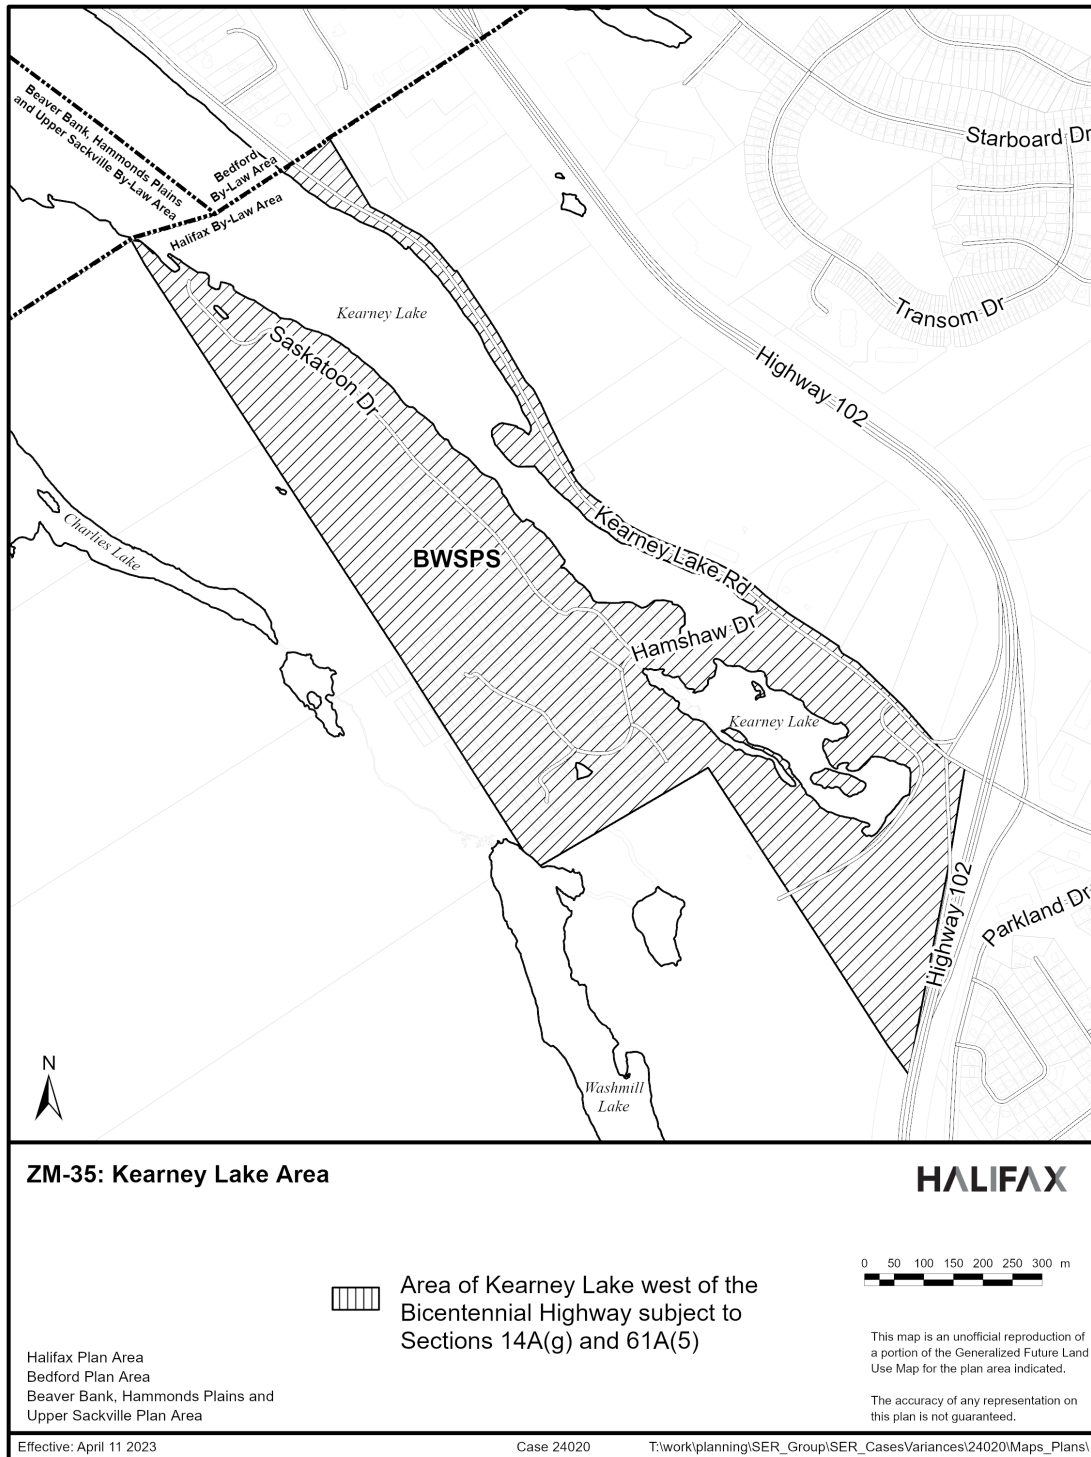 Starboard Dr
Beaver Bank, Hammonds Plains
and Upper Sackville By-Law Area
Bedford
By-Law Area
Halifax By-Law Area
Kearney Lake
Transom Dr
Saskatoon Dr
Highway 102
Charlies Lake
Kearney Lake Rd
BWSPS
Hamshaw Dr
Kearney Lake
Highway 102
Parkland Dr
N
Washmill
Lake
ZM-35: Kearney Lake Area
HALIFAX
0 50 100 150 200 250 300 m
Area of Kearney Lake west of the
Bicentennial Highway subject to
Sections 14A(g) and 61A(5)
This map is an unofficial reproduction of
a portion of the Generalized Future Land
Use Map for the plan area indicated.
The accuracy of any representation on
this plan is not guaranteed.
Halifax Plan Area
Bedford Plan Area
Beaver Bank, Hammonds Plains and
Upper Sackville Plan Area
Effective: April 11 2023
Case 24020
T:\work\planning\SER_Group\SER_CasesVariances\24020\Maps_Plans\